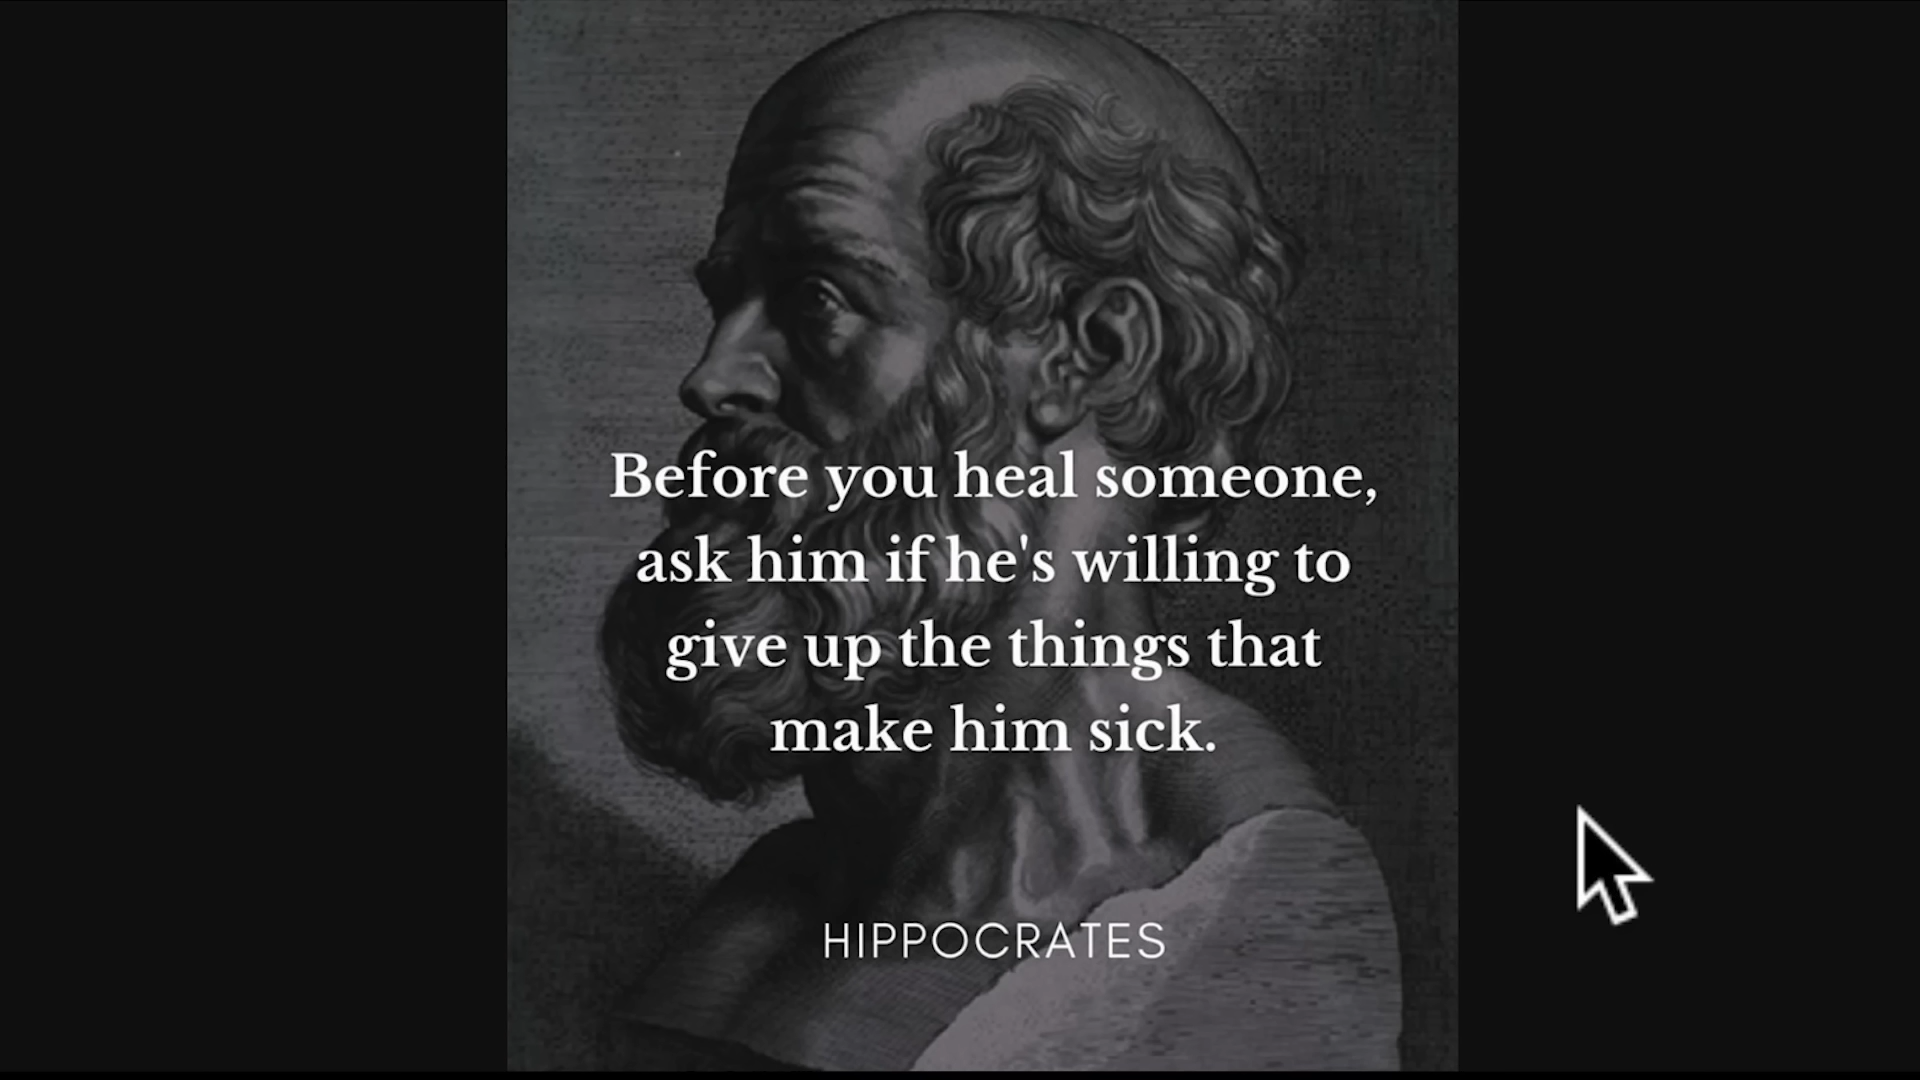 Before you heal someone,
ask him if he's willing to
give up the things that
make him sick.
HIPPOCRATES